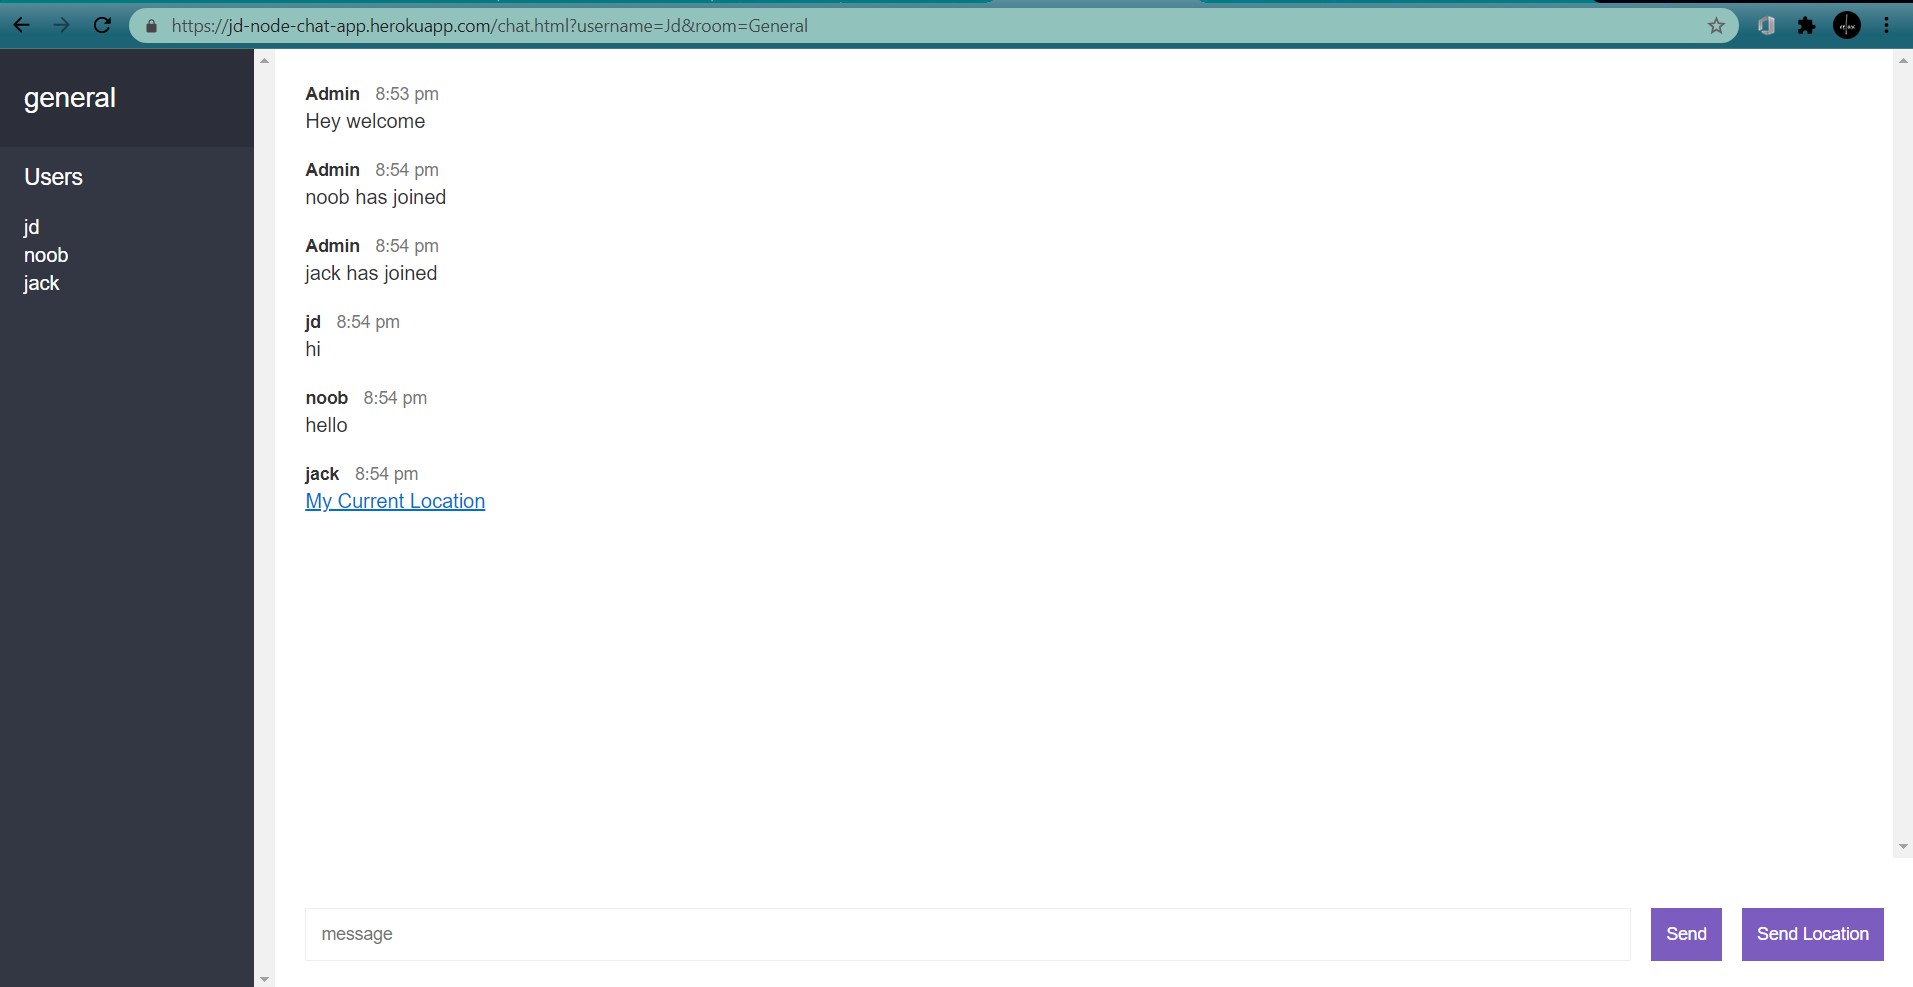 https://jd-node-chat-app.herokuapp.com/chat.html?username=Jd&room=General
general
Users
jd
noob
jack
Admin 8:53 pm
Hey welcome
Admin 8:54 pm
noob has joined
Admin 8:54 pm
jack has joined
jd 8:54 pm
hi
noob 8:54 pm
hello
jack 8:54 pm
My Current Location
message
Send
Send Location